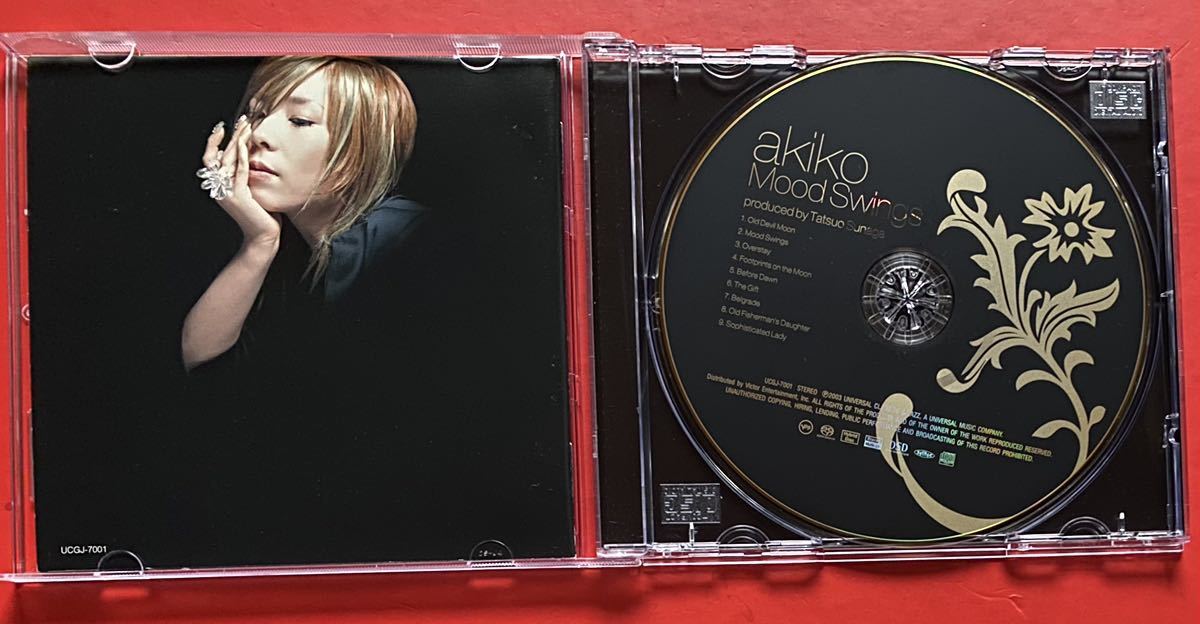 UCGJ-7001
akiko
Mood Swings
produced by Tatsuo Sunaga
1. Old Devil Moon
2. Mood Swings
3. Overstay
4. Footprints on the Moon
5. Before Dawn
6. The Gift
7. Belgrade
8. Old Fisherman's Daughter
9. Sophisticated Lady
UCGJ-7001 STEREO Ⓟ2003 UNIVERSAL CLASSICS & JAZZ, A UNIVERSAL MUSIC COMPANY.
Distributed by Victor Entertainment, Inc. ALL RIGHTS OF THE PRODUCER AND OF THE OWNER OF THE WORK REPRODUCED RESERVED.
UNAUTHORIZED COPYING, HIRING, LENDING, PUBLIC PERFORMANCE AND BROADCASTING OF THIS RECORD PROHIBITED.
Hybrid Disc
DSD